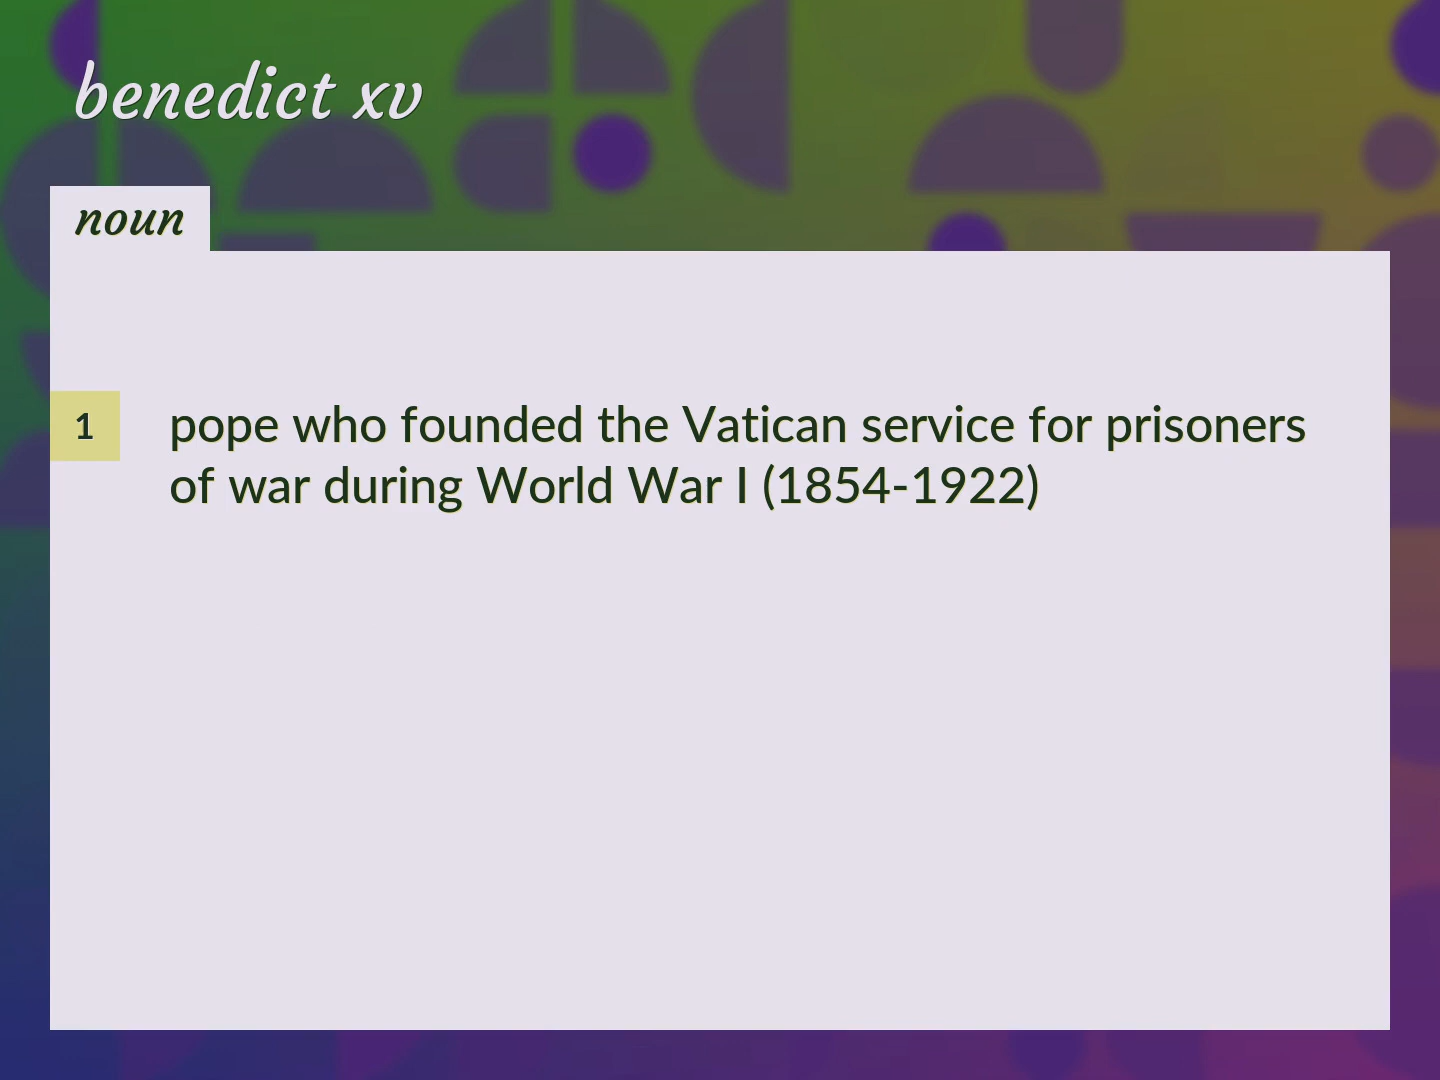 benedict xv
noun
1
pope who founded the Vatican service for prisoners
of war during World War I (1854-1922)